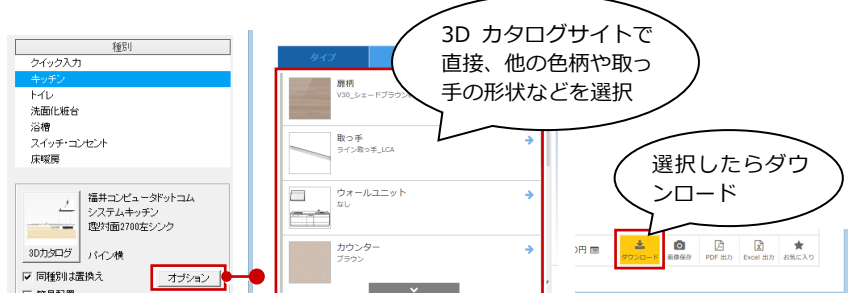 種別
クイック入力
キッチン
トイレ
洗面化粧台
浴槽
スイッチ・コンセント
床暖房
福井コンピュータドットコム
システムキッチン
I型対面2700左シンク
3Dカタログ
パイン横
同種別は置換え
オプション
タイプ
扉柄
V30_シェードブラウン
取っ手
ライン取っ手_LCA
ウォールユニット
なし
カウンター
ブラウン
3D カタログサイトで
直接、他の色柄や取っ
手の形状などを選択
選択したらダウ
ンロード
円
ダウンロード
画像保存
PDF 出力
Excel 出力
お気に入り